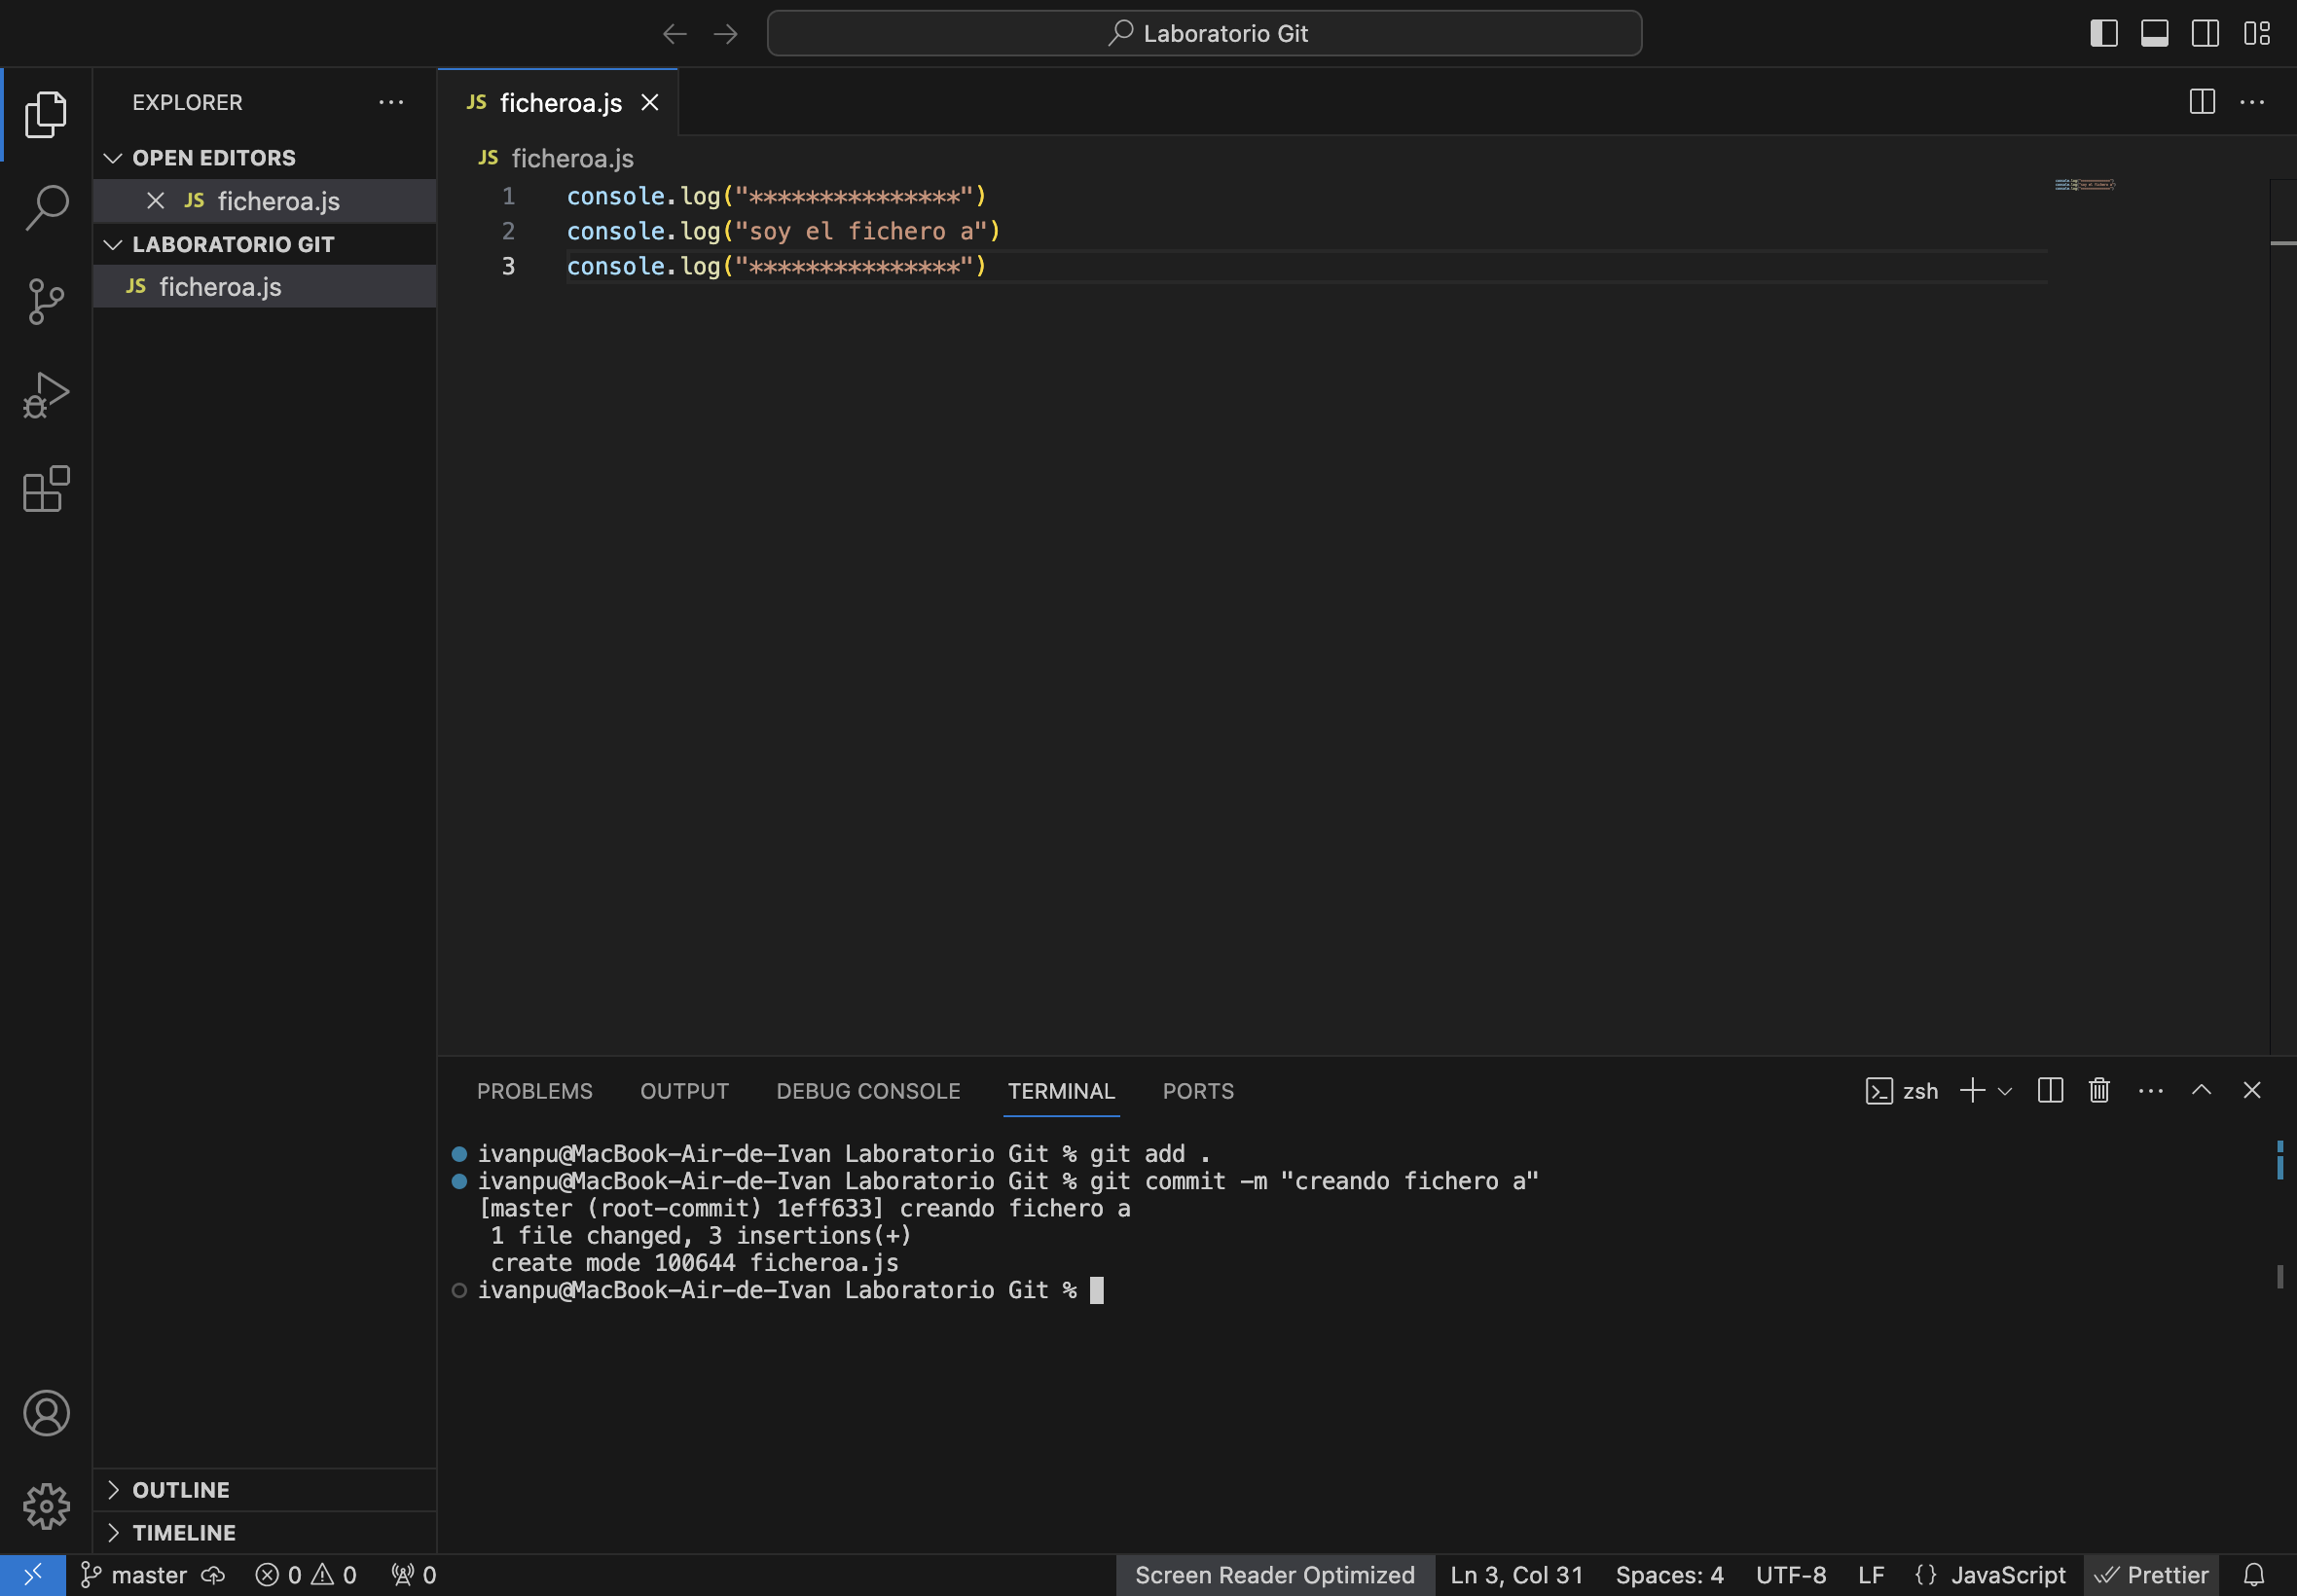 Laboratorio Git
EXPLORER
OPEN EDITORS
JS ficheroa.js
LABORATORIO GIT
JS ficheroa.js
OUTLINE
TIMELINE
JS ficheroa.js
JS ficheroa.js
1 console.log("***************")
2 console.log("soy el fichero a")
3 console.log("***************")
PROBLEMS OUTPUT DEBUG CONSOLE TERMINAL PORTS zsh
ivanpu@MacBook-Air-de-Ivan Laboratorio Git % git add .
ivanpu@MacBook-Air-de-Ivan Laboratorio Git % git commit -m "creando fichero a"
[master (root-commit) 1eff633] creando fichero a
1 file changed, 3 insertions(+)
create mode 100644 ficheroa.js
ivanpu@MacBook-Air-de-Ivan Laboratorio Git %
master 0 0 0 Screen Reader Optimized Ln 3, Col 31 Spaces: 4 UTF-8 LF {} JavaScript Prettier